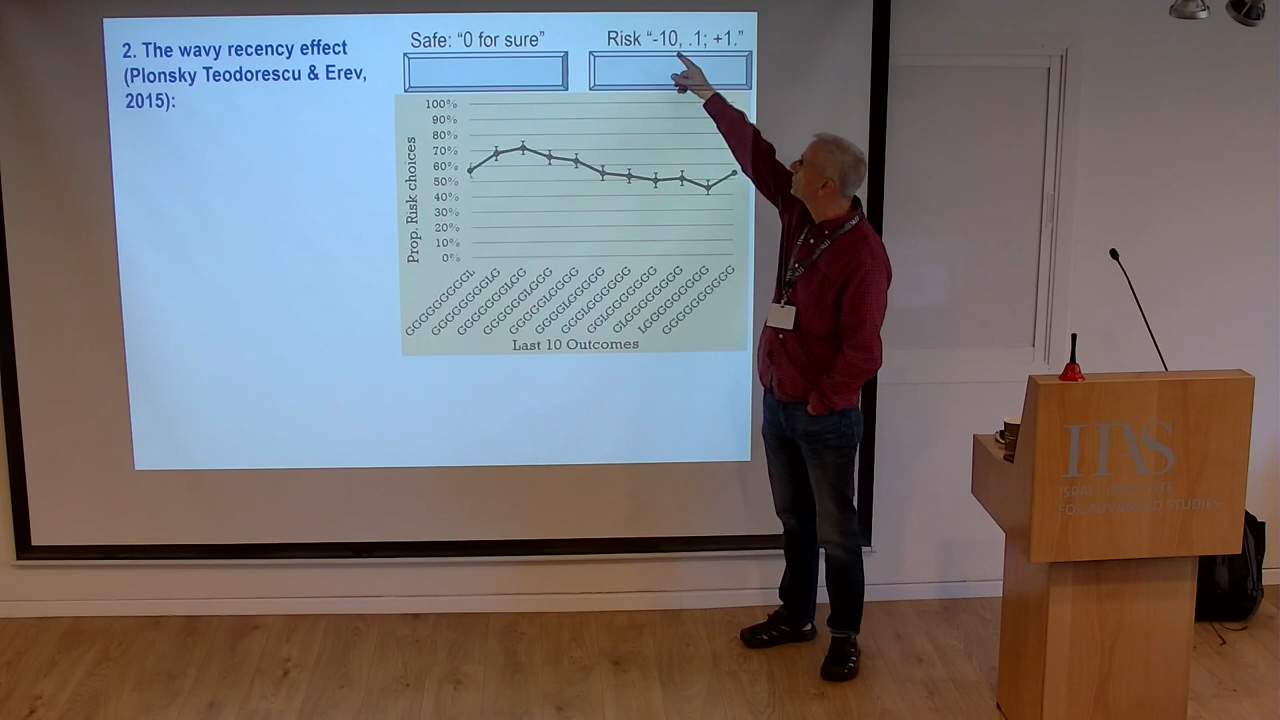 2. The wavy recency effect
(Plonsky Teodorescu & Erev,
2015):
Safe: “0 for sure”
Risk “-10, .1; +1.”
100%
90%
80%
70%
60%
50%
40%
30%
20%
10%
0%
Prop. Risk choices
GGGGGGGGGL
GGGGGGGGLG
GGGGGGGLGG
GGGGGGLGGG
GGGGGLGGGG
GGGGLGGGGG
GGGLGGGGGG
GGLGGGGGGG
GLGGGGGGGG
LGGGGGGGGG
GGGGGGGGGG
Last 10 Outcomes
IIAS
ISRAEL INSTITUTE
FOR ADVANCED STUDIES